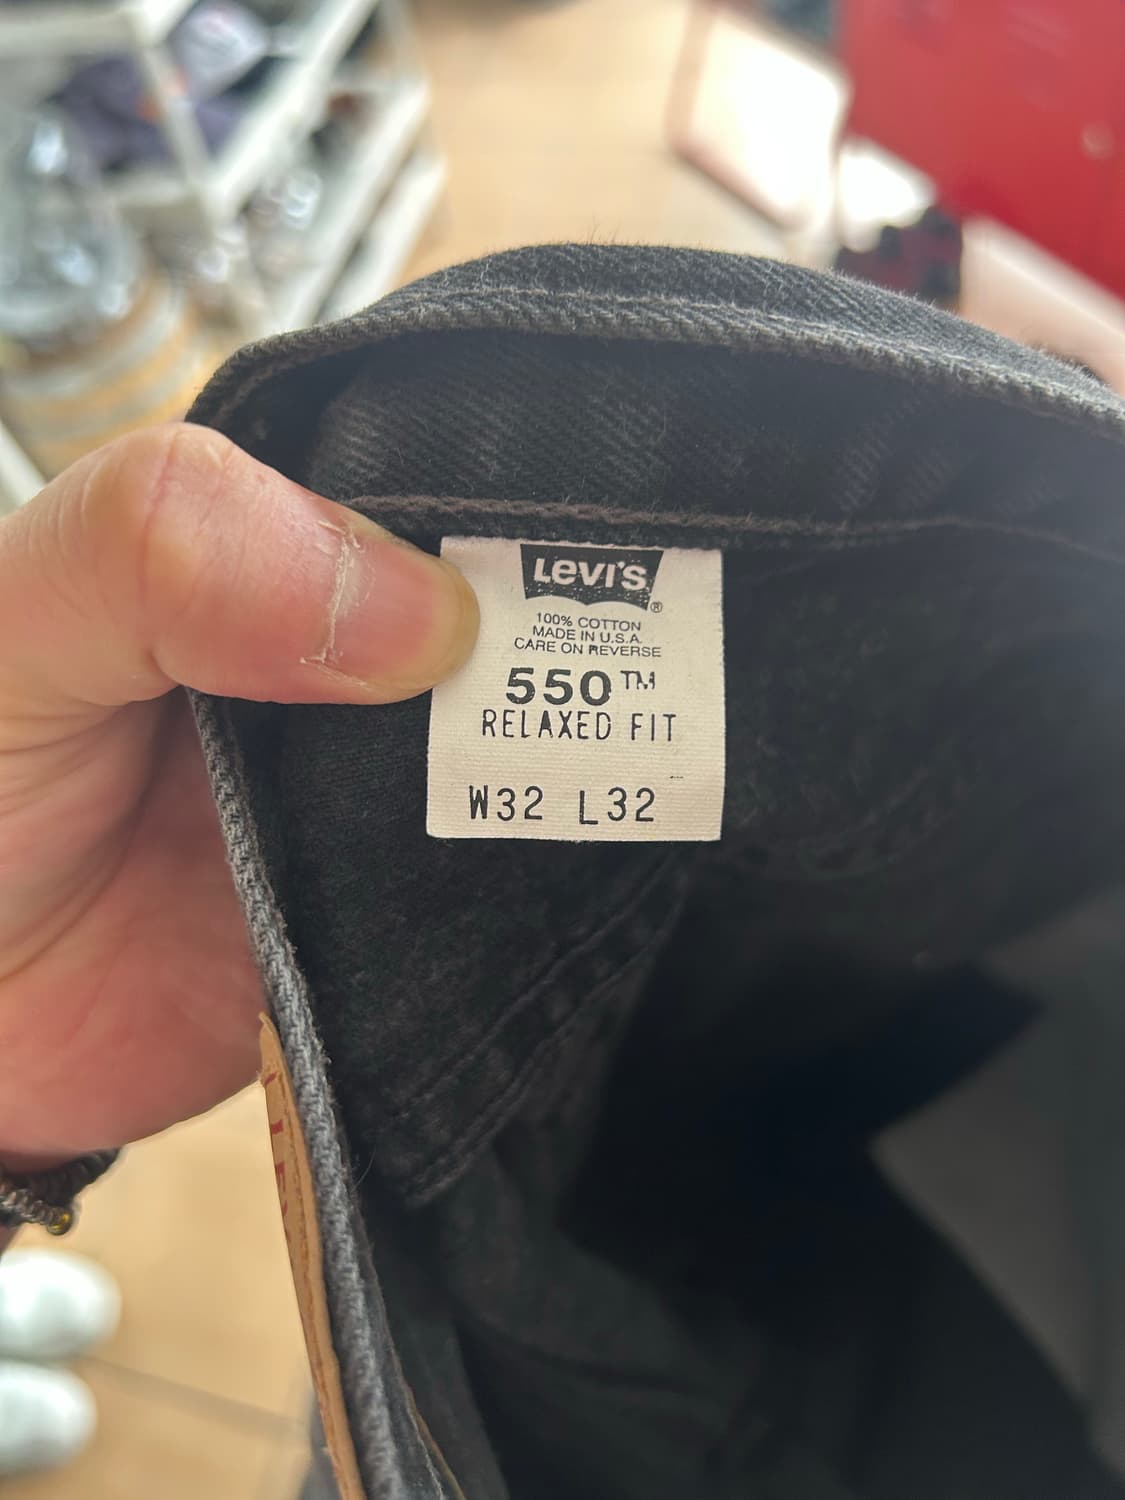 Levi's®
100% COTTON
MADE IN U.S.A.
CARE ON REVERSE
550™
RELAXED FIT
W32 L32